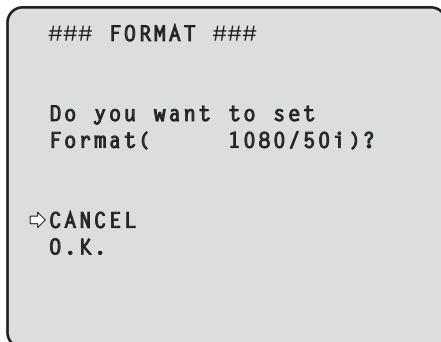 ### FORMAT ###
Do you want to set
Format( 1080/50i)?
⇨CANCEL
O.K.